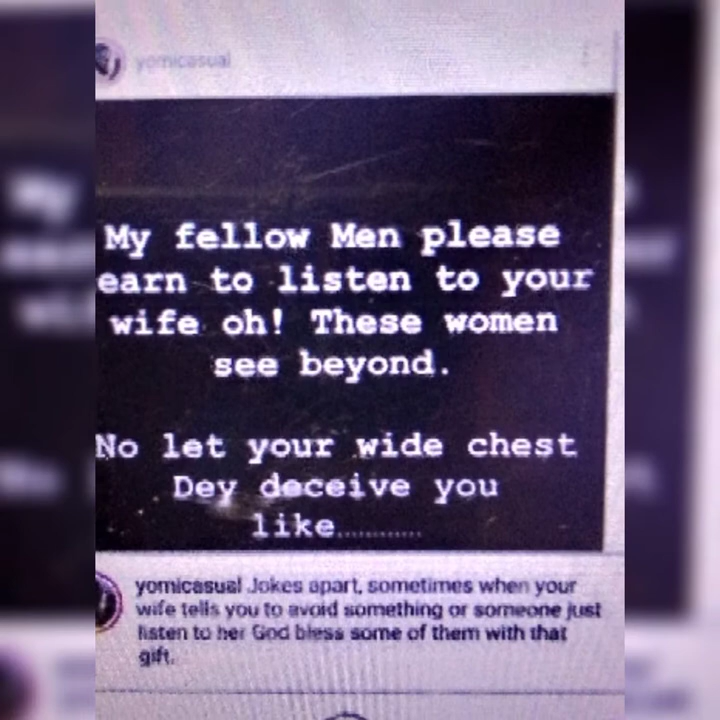 yomicasual
My fellow Men please
earn to listen to your
wife oh! These women
see beyond.
No let your wide chest
Dey deceive you
like...........
yomicasual Jokes apart, sometimes when your
wife tells you to avoid something or someone just
listen to her God bless some of them with that
gift.